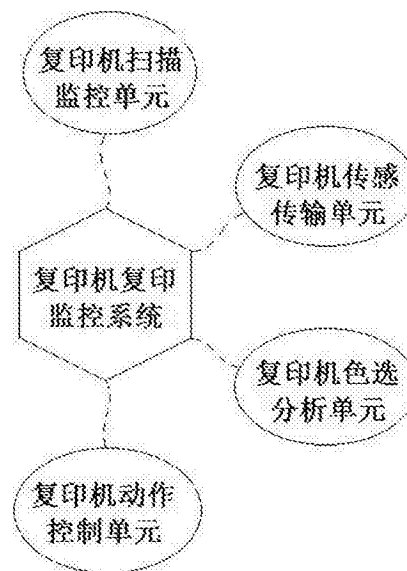 复印机扫描
监控单元
复印机传感
传输单元
复印机复印
监控系统
复印机色选
分析单元
复印机动作
控制单元